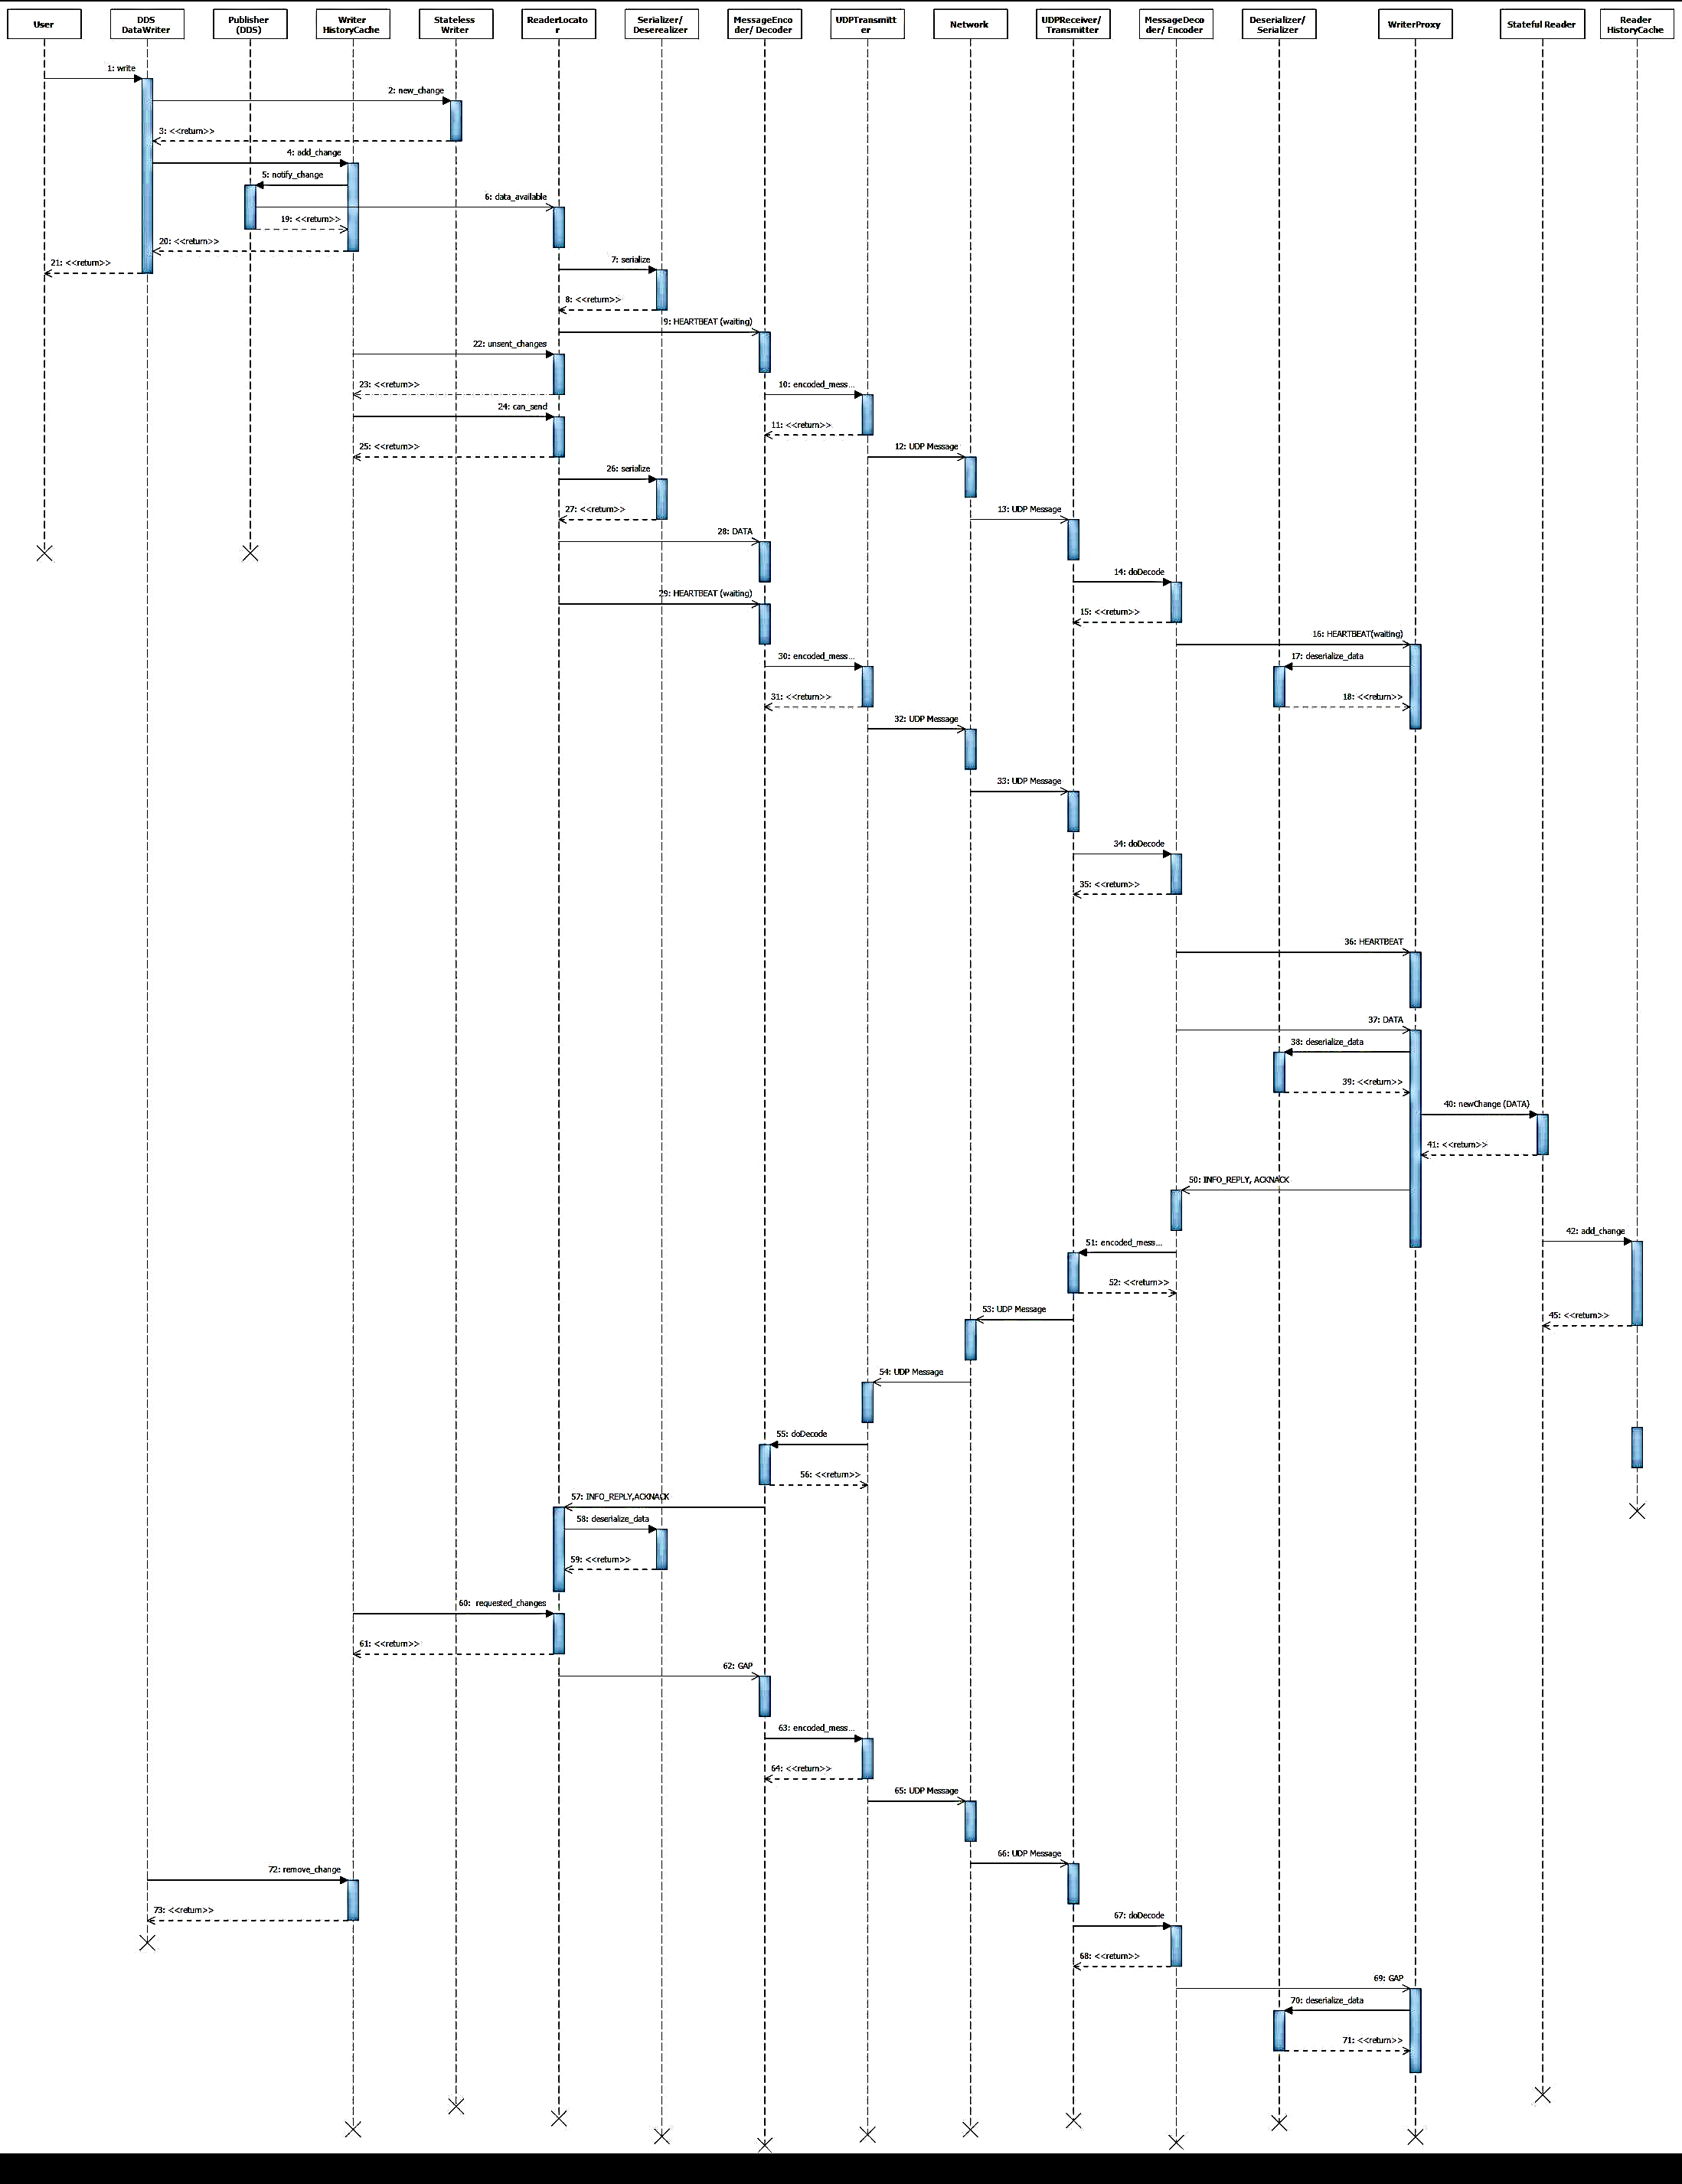 User
DDS
DataWriter
Publisher
(DDS)
Writer
HistoryCache
Stateless
Writer
ReaderLocato
r
Serializer/
Deserealizer
MessageEnco
der/ Decoder
UDPTransmitt
er
Network
UDPReceiver/
Transmitter
MessageDeco
der/ Encoder
Deserializer/
Serializer
WriterProxy
Stateful Reader
Reader
HistoryCache
1: write
2: new_change
3: <<return>>
4: add_change
5: notify_change
6: data_available
19: <<return>>
20: <<return>>
21: <<return>>
7: serialize
8: <<return>>
9: HEARTBEAT (waiting)
22: unsent_changes
23: <<return>>
10: encoded_mess...
24: can_send
11: <<return>>
25: <<return>>
12: UDP Message
26: serialize
27: <<return>>
13: UDP Message
28: DATA
14: doDecode
29: HEARTBEAT (waiting)
15: <<return>>
16: HEARTBEAT(waiting)
30: encoded_mess...
17: deserialize_data
31: <<return>>
18: <<return>>
32: UDP Message
33: UDP Message
34: doDecode
35: <<return>>
36: HEARTBEAT
37: DATA
38: deserialize_data
39: <<return>>
40: newChange (DATA)
41: <<return>>
50: INFO_REPLY, ACKNACK
42: add_change
51: encoded_mess...
52: <<return>>
53: UDP Message
45: <<return>>
54: UDP Message
55: doDecode
56: <<return>>
57: INFO_REPLY,ACKNACK
58: deserialize_data
59: <<return>>
60: requested_changes
61: <<return>>
62: GAP
63: encoded_mess...
64: <<return>>
65: UDP Message
66: UDP Message
72: remove_change
73: <<return>>
67: doDecode
68: <<return>>
69: GAP
70: deserialize_data
71: <<return>>